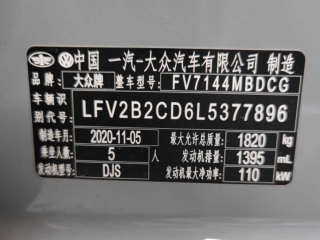 中国 一汽-大众汽车有限公司 制造
品牌 大众牌 整车型号 FV7144MBDCG
车辆识别代号 LFV2B2CD6L5377896
制造年月 2020-11-05 最大允许总质量 1820 kg
乘坐人数 5 人 发动机排量 1395 mL
发动机型号 DJS 发动机最大净功率 110 kW